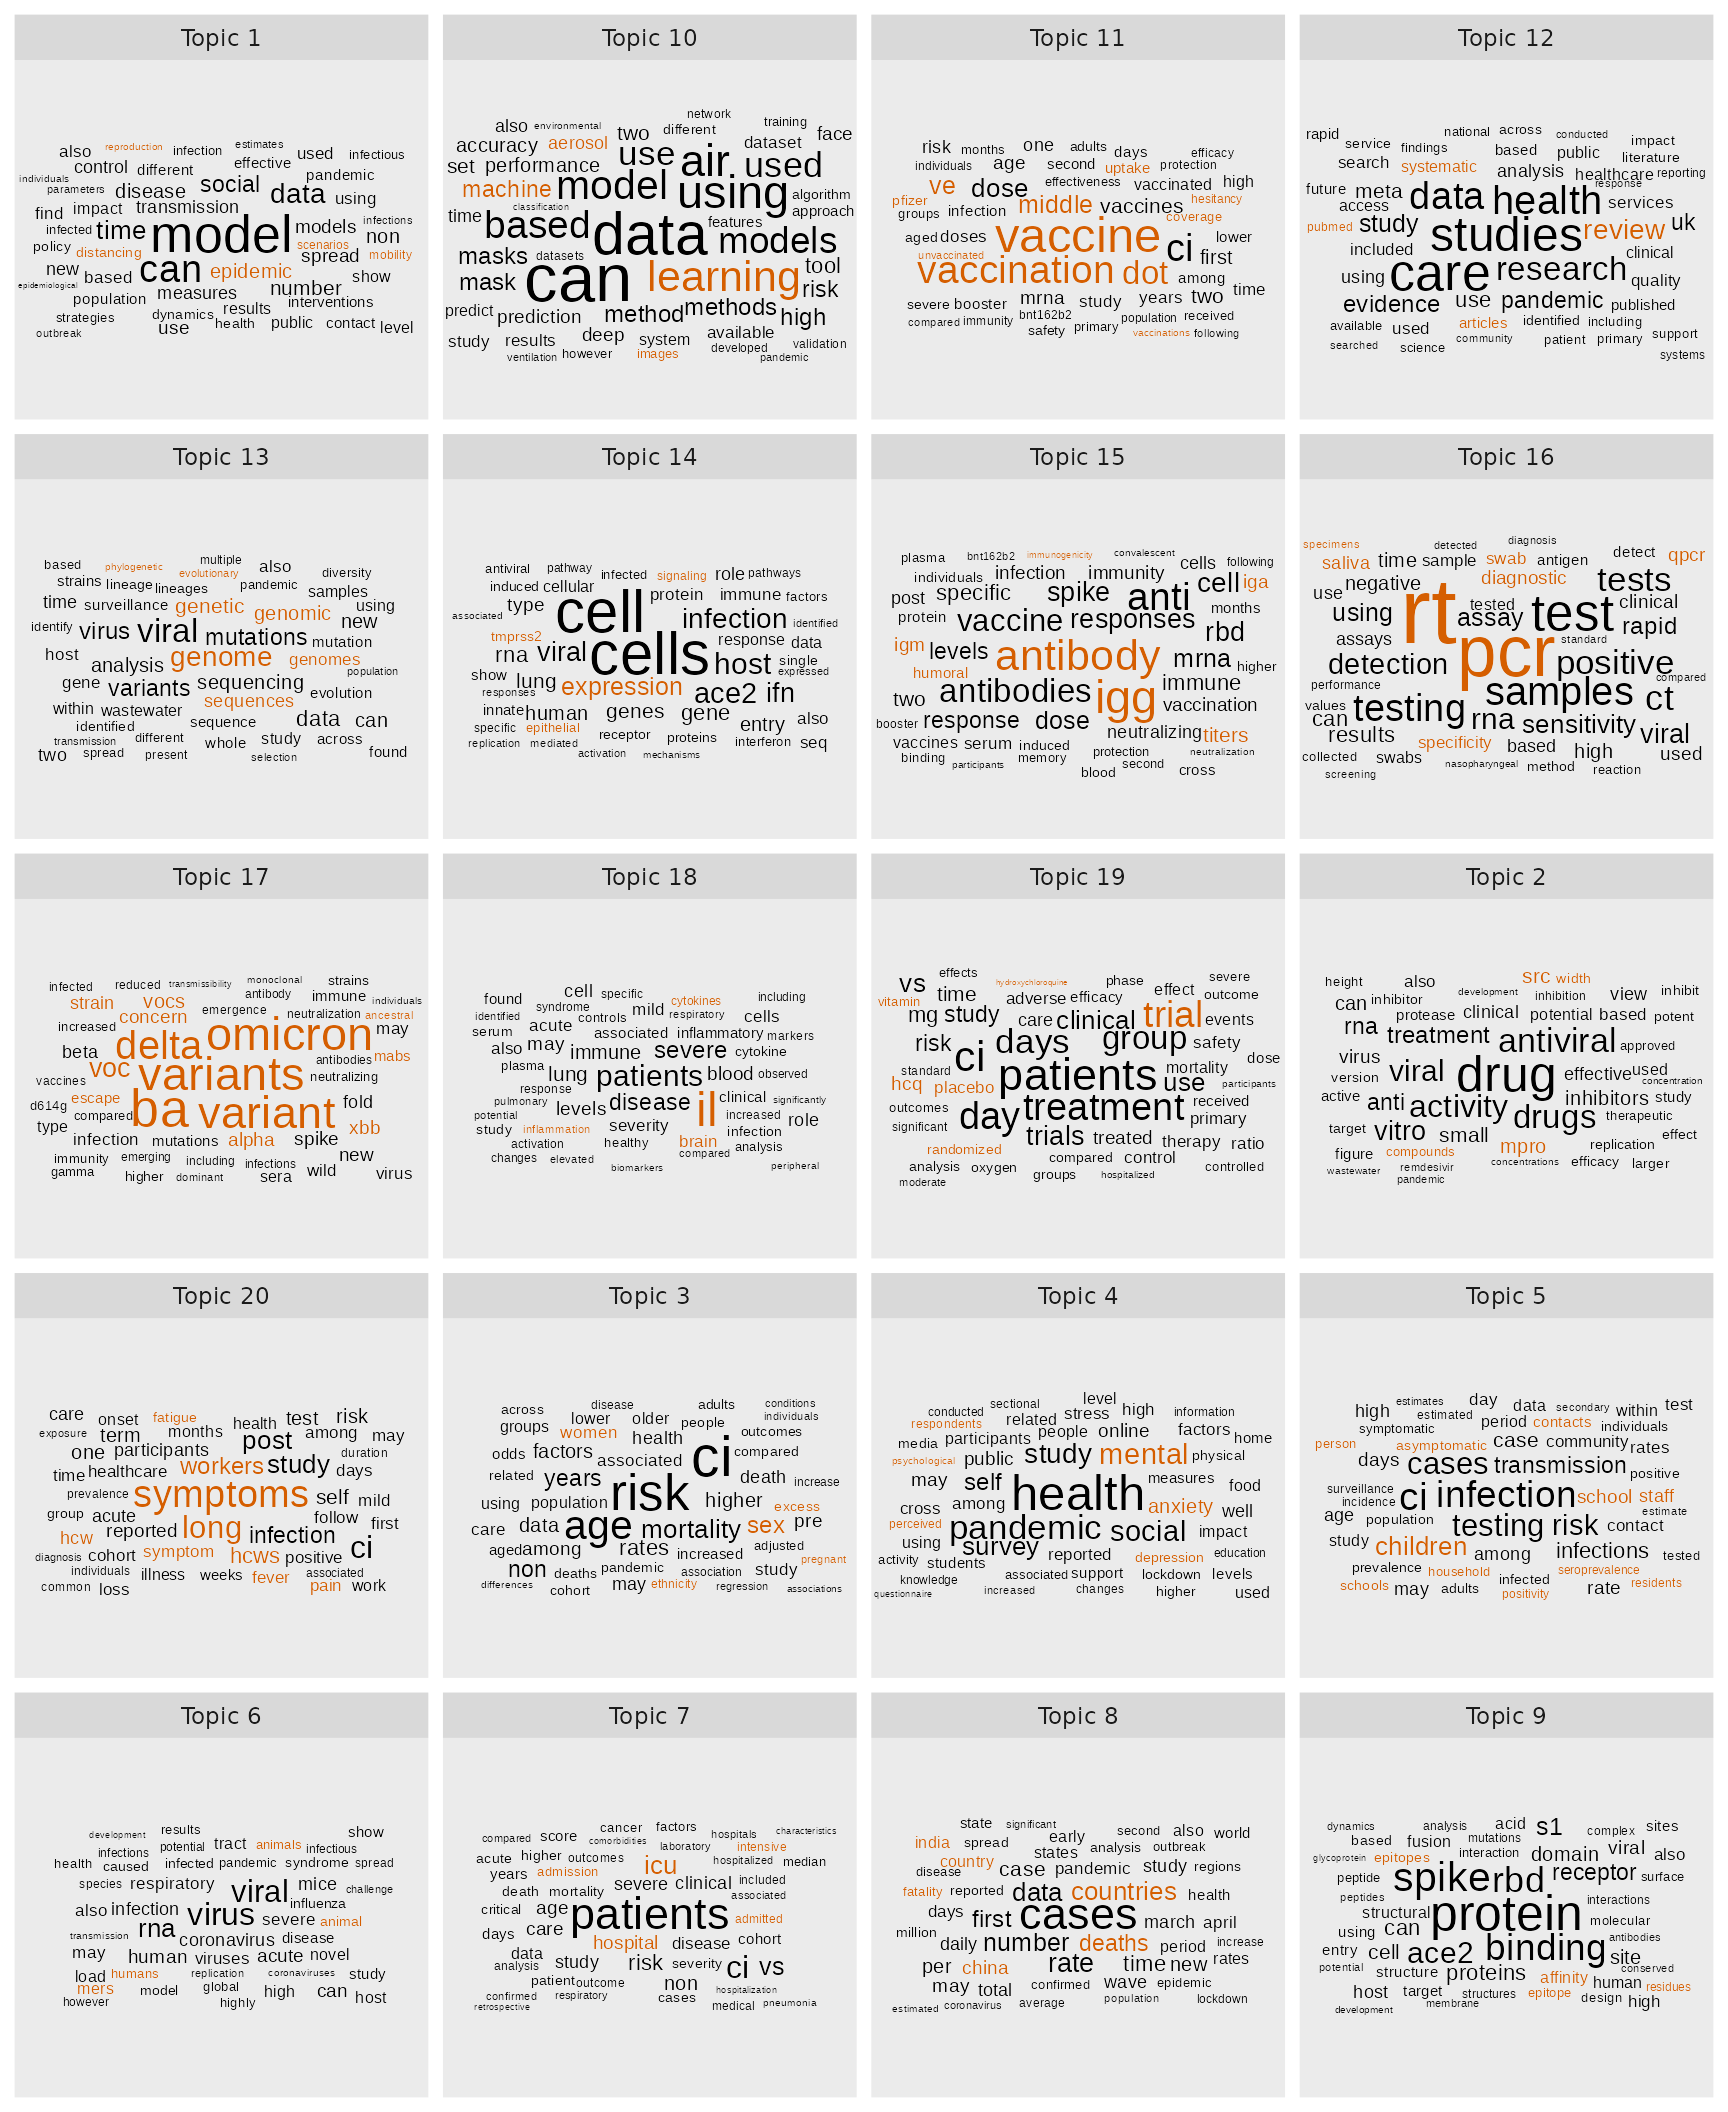 Topic 1
also reproduction infection estimates used infectious
control different effective pandemic
individuals parameters disease social data using
find impact transmission infections
infected time model models non
policy distancing scenarios spread mobility
new based can epidemic show
epidemiological population measures number interventions
strategies dynamics results
outbreak use health public contact level
Topic 10
network
also environmental two different training face
accuracy aerosol use air. dataset
set performance model using used
machine classification algorithm
time based data features approach
masks datasets can models
mask learning tool risk
predict prediction method methods high
study results deep system available
ventilation however images developed validation pandemic
Topic 11
risk months one adults days efficacy
individuals age second uptake protection
ve dose effectiveness vaccinated high
pfizer groups infection middle vaccines hesitancy coverage
aged doses vaccine ci lower
unvaccinated vaccination dot first
among
severe booster mrna study years two time
compared immunity bnt162b2 population received
safety primary vaccinations following
Topic 12
rapid service national across conducted impact
search findings based public literature
systematic analysis healthcare reporting
future meta data health response services
access
pubmed study studies review uk
included clinical
using care research quality
evidence use pandemic published
available used articles identified including
searched science community patient primary support
systems
Topic 13
based phylogenetic multiple also
strains lineage lineages evolutionary pandemic diversity samples
time surveillance genetic genomic using
identify virus viral mutations new mutation
host analysis genome genomes population
gene variants sequencing evolution
within wastewater sequences
identified sequence data can
transmission different whole study across
two spread present selection found
Topic 14
antiviral pathway infected signaling role pathways
induced cellular protein immune factors
associated type cell infection identified
tmprss2 response data
rna viral cells host single expressed
show lung expression ace2 ifn
responses
innate human genes gene entry also
specific epithelial receptor proteins interferon seq
replication mediated activation mechanisms
Topic 15
plasma bnt162b2 immunogenicity convalescent cells following
individuals infection immunity cell iga
post specific spike anti months
protein vaccine responses rbd
igm levels antibody mrna higher
humoral immune
two antibodies igg vaccination
booster response dose neutralizing titers
vaccines serum induced protection neutralization
binding participants memory second
blood cross
Topic 16
specimens detected diagnosis detect qpcr
saliva time sample swab antigen
negative diagnostic tests
use using rt tested assay test clinical rapid
assays standard
detection pcr positive compared
performance samples ct
values can testing rna sensitivity viral
results specificity based high used
collected swabs nasopharyngeal method reaction
screening
Topic 17
infected reduced transmissibility monoclonal strains
strain vocs antibody immune individuals
concern emergence neutralization ancestral
increased delta omicron may
beta antibodies mabs
voc variants neutralizing
vaccines escape
d614g compared ba variant fold
type xbb
infection mutations alpha spike new
immunity emerging including infections wild virus
gamma higher dominant sera
Topic 18
found cell specific cytokines including
identified syndrome controls mild respiratory cells
serum acute associated inflammatory markers
also may immune severe cytokine
plasma lung patients blood observed
response
pulmonary levels disease il clinical significantly
potential increased role
study inflammation severity infection
activation healthy brain compared analysis
changes elevated biomarkers peripheral
Topic 19
vs effects hydroxychloroquine phase severe
vitamin time adverse efficacy effect outcome
mg study care clinical trial events
risk ci days group safety
standard dose
hcq placebo patients mortality use participants
outcomes day treatment received
significant trials treated therapy primary ratio
randomized compared control
analysis oxygen groups hospitalized controlled
moderate
Topic 2
height also src width
can inhibitor development inhibition view inhibit
rna protease clinical potential based potent
treatment antiviral approved
virus
version viral drug effective used concentration
active anti activity inhibitors study
drugs therapeutic
target vitro small replication effect
figure compounds mpro
wastewater remdesivir concentrations efficacy larger
pandemic
Topic 20
care onset fatigue health test risk
exposure term months among may
one participants post duration
time healthcare workers study days
prevalence symptoms self mild
group acute follow first
hcw reported long infection ci
diagnosis cohort symptom hcws positive
individuals illness weeks fever associated
common loss pain work
Topic 3
across disease adults conditions
groups lower older people individuals
women outcomes
odds factors health compared
related years associated ci death increase
using population risk higher excess
care data age mortality sex pre
aged among rates increased adjusted
non deaths pandemic association study pregnant
differences cohort may ethnicity regression associations
Topic 4
conducted sectional level
respondents related stress high information
media participants people online factors home
psychological public study mental physical
may self health measures food
cross among anxiety well
perceived pandemic social impact
using survey
activity students reported depression education
knowledge associated support lockdown levels
questionnaire increased changes higher used
Topic 5
estimates day data secondary within test
high estimated period contacts individuals
symptomatic
person asymptomatic case community rates
days cases transmission positive
surveillance
incidence ci infection school staff
age population testing risk estimate contact
study children among infections tested
prevalence household seroprevalence
schools may adults infected positivity rate residents
Topic 6
development results show
infections potential tract animals infectious
health caused infected pandemic syndrome spread
species respiratory viral mice challenge
also infection virus influenza
rna severe animal
transmission coronavirus disease
may human viruses acute novel
load humans replication coronaviruses study
mers model global high can host
however highly
Topic 7
compared score cancer factors hospitals characteristics
comorbidities laboratory intensive
acute higher outcomes icu hospitalized median
years admission severe clinical included
death mortality associated
critical age patients admitted
days care hospital disease cohort
data
analysis study risk severity ci vs
patient outcome non hospitalization
confirmed respiratory cases
retrospective medical pneumonia
Topic 8
state significant second also world
india spread early analysis outbreak
country states
disease case pandemic study regions
fatality reported data countries health
days first cases march april
million daily number deaths period increase
per china rate time new rates
may total confirmed wave epidemic
estimated coronavirus average population lockdown
Topic 9
dynamics analysis acid s1 complex sites
based fusion mutations
glycoprotein epitopes interaction domain viral also
peptide spike rbd receptor surface
peptides protein interactions
structural molecular
using can antibodies
entry cell ace2 binding site
potential structure proteins affinity conserved human residues
host target structures epitope design high
development membrane